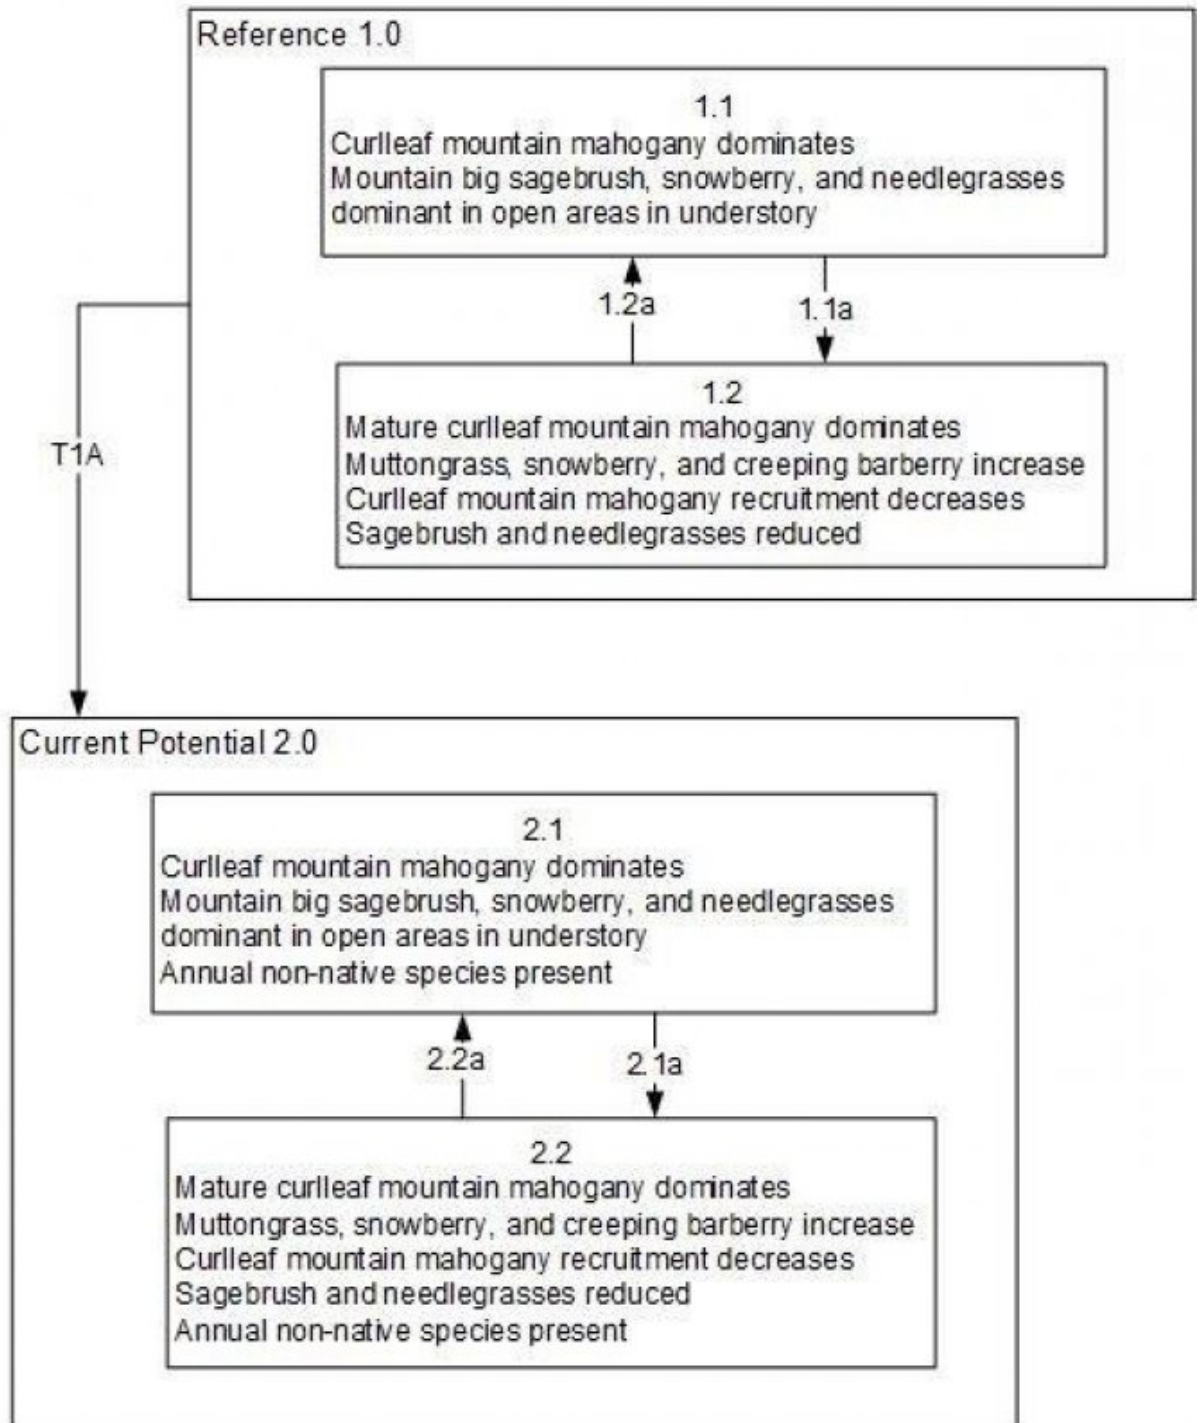 Reference 1.0
1.1
Curlleaf mountain mahogany dominates
Mountain big sagebrush, snowberry, and needlegrasses
dominant in open areas in understory
1.2a
1.1a
T1A
1.2
Mature curlleaf mountain mahogany dominates
Muttongrass, snowberry, and creeping barberry increase
Curlleaf mountain mahogany recruitment decreases
Sagebrush and needlegrasses reduced
Current Potential 2.0
2.1
Curlleaf mountain mahogany dominates
Mountain big sagebrush, snowberry, and needlegrasses
dominant in open areas in understory
Annual non-native species present
2.2a
2.1a
2.2
Mature curlleaf mountain mahogany dominates
Muttongrass, snowberry, and creeping barberry increase
Curlleaf mountain mahogany recruitment decreases
Sagebrush and needlegrasses reduced
Annual non-native species present